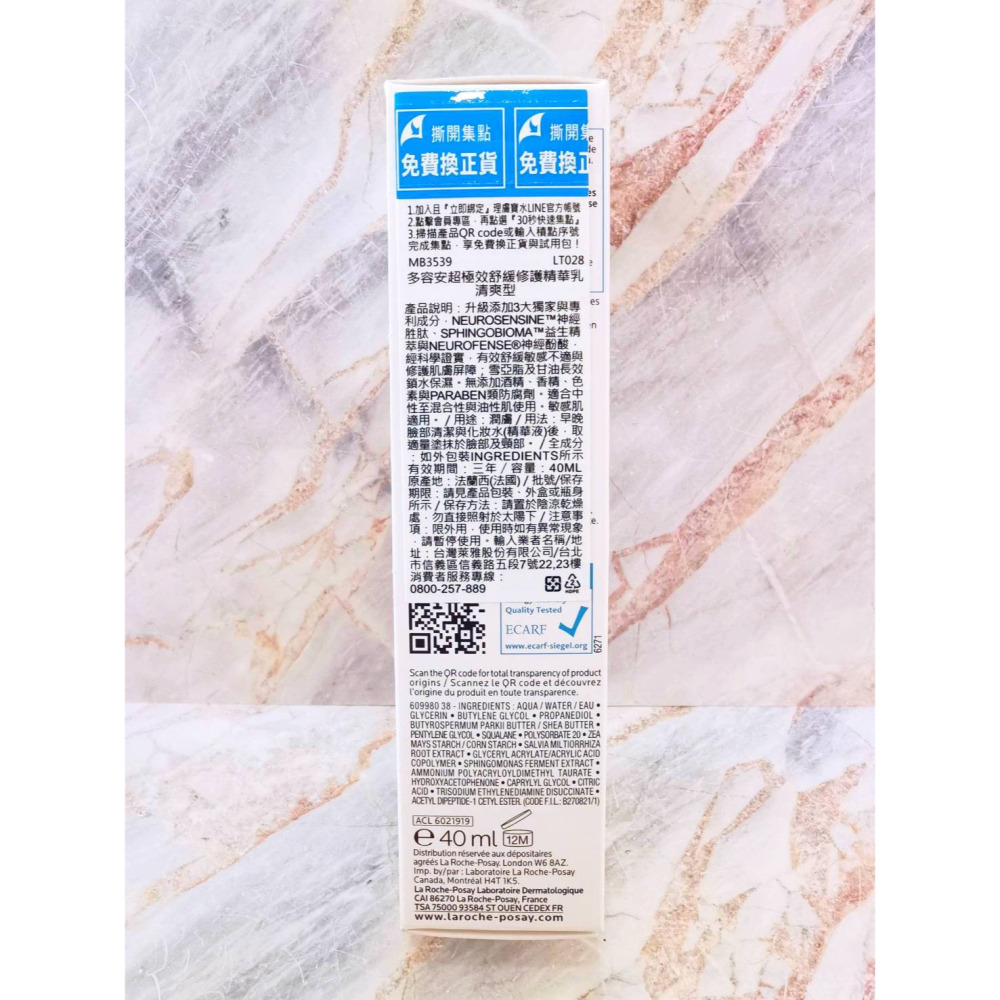 撕開集點
免費換正貨
撕開集
免費換正
1.加入且『立即綁定』理膚寶水LINE官方帳號
2.點擊會員專區，再點選『30秒快速集點』
3.掃描產品QR code或輸入積點序號
完成集點，享免費換正貨與試用包！
MB3539 LT028
多容安超極效舒緩修護精華乳
清爽型
產品說明：升級添加3大獨家與專
利成分，NEUROSENSINE™神經
胜肽、SPHINGOBIOMA™益生精
萃與NEUROFENSE®神經酚酸，
經科學證實，有效舒緩敏感不適與
修護肌膚屏障；雪亞脂及甘油長效
鎖水保濕。無添加酒精、香精、色
素與PARABEN類防腐劑。適合中
性至混合性與油性肌使用。敏感肌
適用。/ 用途：潤膚 / 用法：早晚
臉部清潔與化妝水(精華液)後，取
適量塗抹於臉部及頸部。/ 全成分
：如外包裝INGREDIENTS所示
有效期間：三年 / 容量：40ML
原產地：法蘭西(法國) / 批號/保存
期限：請見產品包裝、外盒或瓶身
所示 / 保存方法：請置於陰涼乾燥
處，勿直接照射於太陽下 / 注意事
項：限外用，使用時如有異常現象
，請暫停使用。輸入業者名稱/地
址：台灣萊雅股份有限公司/台北
市信義區信義路五段7號22,23樓
消費者服務專線：
0800-257-889
HDPE
Quality Tested
ECARF
www.ecarf-siegel.org
6271
Scan the QR code for total transparency of product
origins / Scannez le QR code et découvrez
l'origine du produit en toute transparence.
609980 38 - INGREDIENTS : AQUA / WATER / EAU •
GLYCERIN • BUTYLENE GLYCOL • PROPANEDIOL •
BUTYROSPERMUM PARKII BUTTER / SHEA BUTTER •
PENTYLENE GLYCOL • SQUALANE • POLYSORBATE 20 • ZEA
MAYS STARCH / CORN STARCH • SALVIA MILTIORRHIZA
ROOT EXTRACT • GLYCERYL ACRYLATE/ACRYLIC ACID
COPOLYMER • SPHINGOMONAS FERMENT EXTRACT •
AMMONIUM POLYACRYLOYLDIMETHYL TAURATE •
HYDROXYACETOPHENONE • CAPRYLYL GLYCOL • CITRIC
ACID • TRISODIUM ETHYLENEDIAMINE DISUCCINATE •
ACETYL DIPEPTIDE-1 CETYL ESTER. (CODE F.I.L.: B270821/1)
ACL 6021919
e 40 ml 12M
Distribution réservée aux dépositaires
agréés La Roche-Posay. London W6 8AZ.
Imp. by/par : Laboratoire La Roche-Posay
Canada, Montréal H4T 1K5.
La Roche-Posay Laboratoire Dermatologique
CAI 86270 La Roche-Posay, France
TSA 75000 93584 ST OUEN CEDEX FR
www.laroche-posay.com